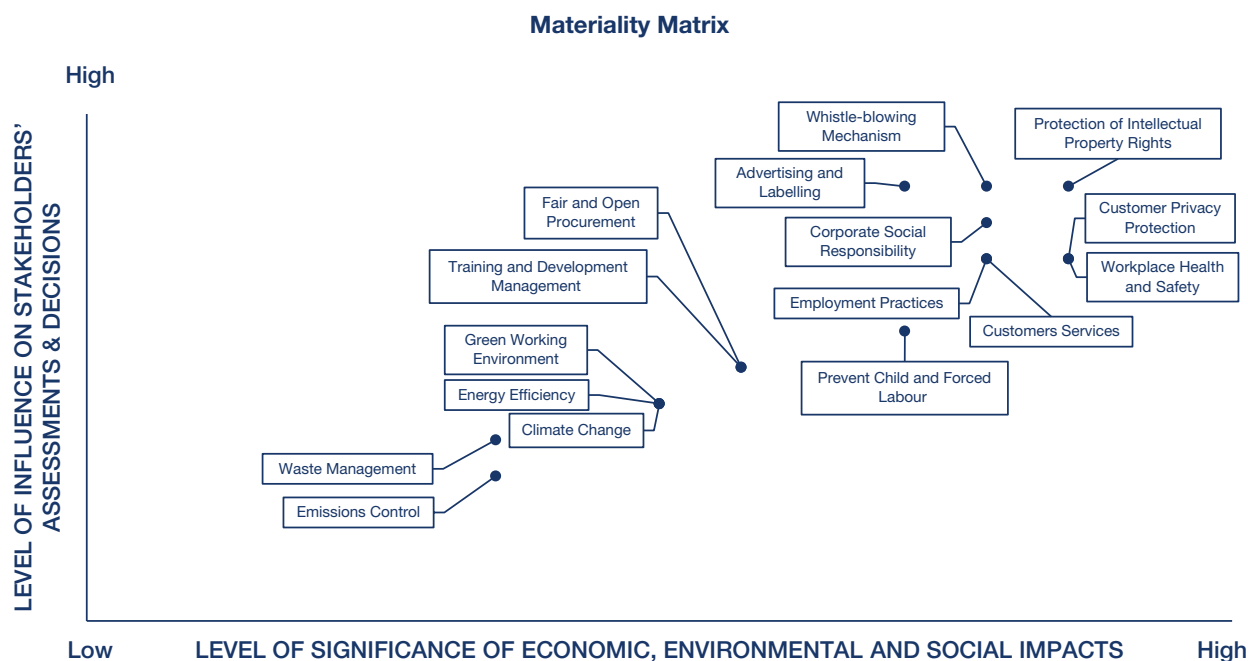 Materiality Matrix
High
LEVEL OF INFLUENCE ON STAKEHOLDERS'
ASSESSMENTS & DECISIONS
Whistle-blowing
Mechanism
Protection of Intellectual
Property Rights
Advertising and
Labelling
Fair and Open
Procurement
Customer Privacy
Protection
Corporate Social
Responsibility
Training and Development
Management
Workplace Health
and Safety
Employment Practices
Customers Services
Green Working
Environment
Prevent Child and Forced
Labour
Energy Efficiency
Climate Change
Waste Management
Emissions Control
Low
LEVEL OF SIGNIFICANCE OF ECONOMIC, ENVIRONMENTAL AND SOCIAL IMPACTS
High